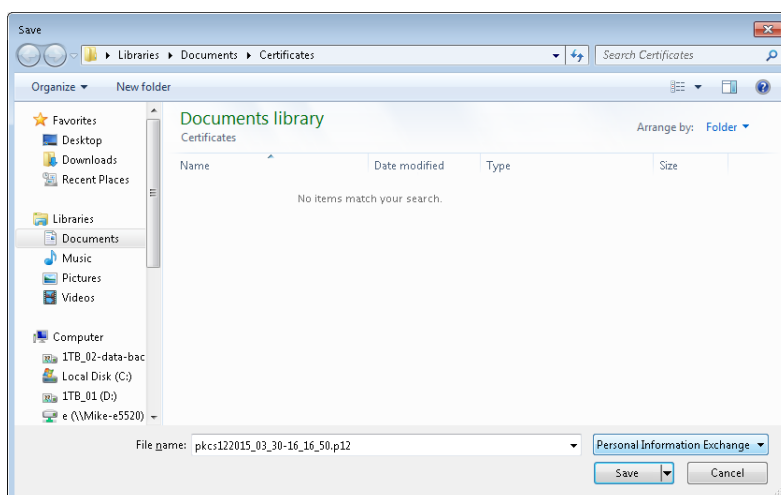 Save
Libraries Documents Certificates
Search Certificates
Organize New folder
Favorites
Desktop
Downloads
Recent Places
Libraries
Documents
Music
Pictures
Videos
Computer
1TB_02-data-bac
Local Disk (C:)
1TB_01 (D:)
e (\\Mike-e5520)
Documents library
Certificates
Arrange by: Folder
Name Date modified Type Size
No items match your search.
File name: pkcs122015_03_30-16_16_50.p12
Personal Information Exchange
Save Cancel